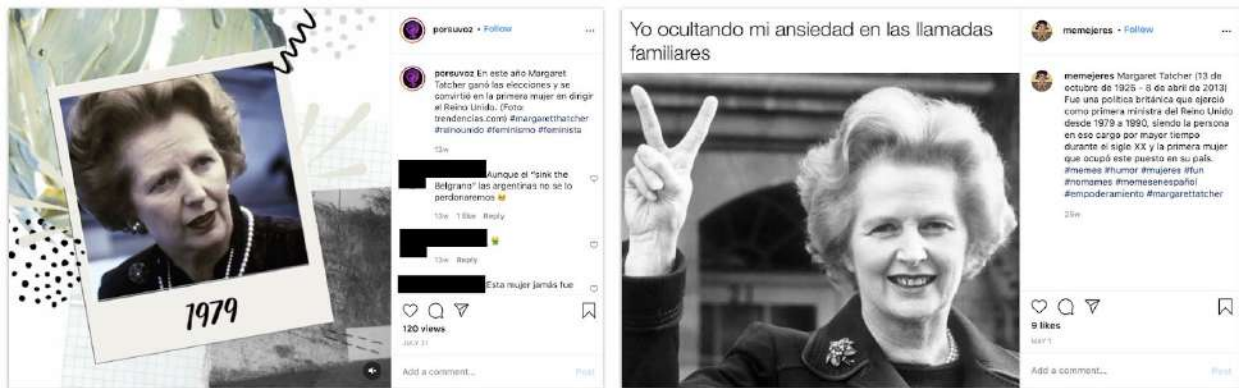 1979
porsuvoz • Follow
porsuvoz En este año Margaret
Tatcher ganó las elecciones y se
convirtió en la primera mujer en dirigir
el Reino Unido. (Foto:
trendencias.com) #margaretthatcher
#reinounido #feminismo #feminista
13w
Aunque el "sink the
Belgrano" las argentinas no se lo
perdonaremos
13w 1 like Reply
13w Reply
Esta mujer jamás fue
120 views
JULY 31
Add a comment...
Post
Yo ocultando mi ansiedad en las llamadas
familiares
memejeres • Follow
memejeres Margaret Tatcher (13 de
octubre de 1925 - 8 de abril de 2013)
Fue una política británica que ejerció
como primera ministra del Reino Unido
desde 1979 a 1990, siendo la persona
en ese cargo por mayor tiempo
durante el siglo XX y la primera mujer
que ocupó este puesto en su país.
#memes #humor #mujeres #fun
#nomames #memesenespañol
#empoderamiento #margarettatcher
25w
9 likes
MAY 7
Add a comment...
Post